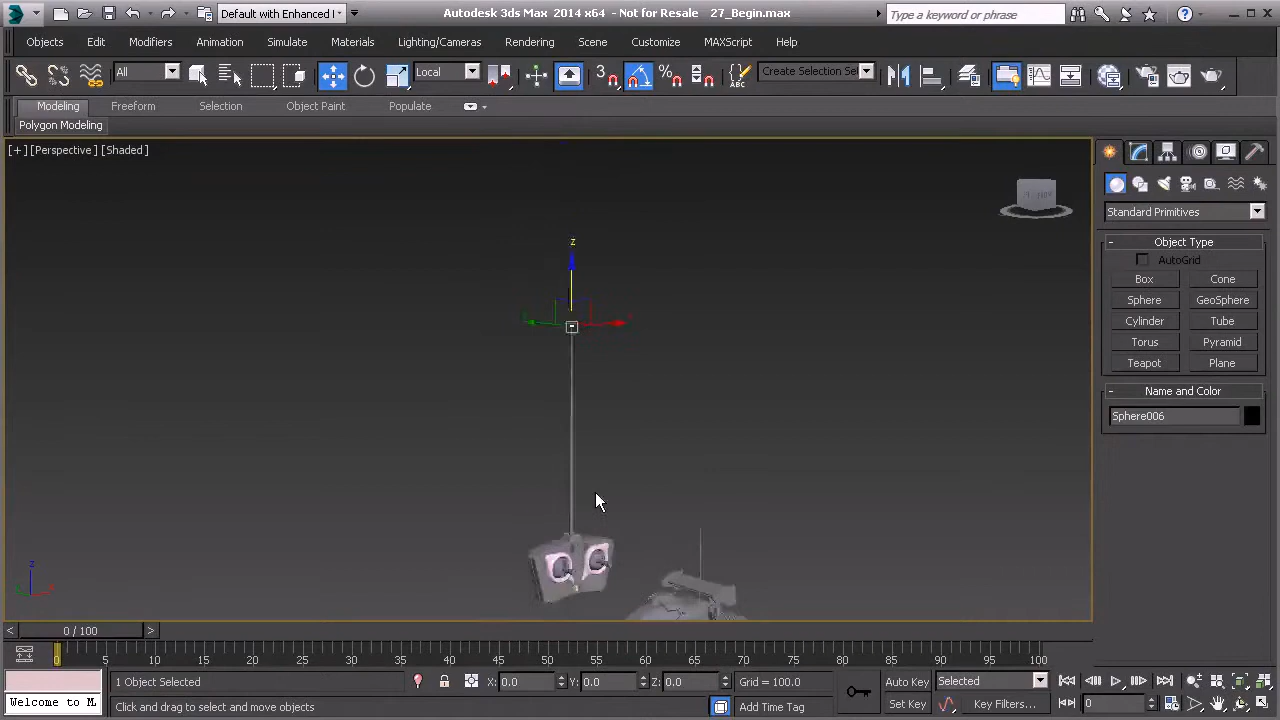 Default with Enhanced
Autodesk 3ds Max 2014 x64 - Not for Resale 27_Begin.max
Type a keyword or phrase
Objects Edit Modifiers Animation Simulate Materials Lighting/Cameras Rendering Scene Customize MAXScript Help
All Local 3 % ABC Create Selection Set
Modeling Freeform Selection Object Paint Populate
Polygon Modeling
[+] [Perspective] [Shaded]
Standard Primitives
- Object Type
AutoGrid
Box Cone
Sphere GeoSphere
Cylinder Tube
Torus Pyramid
Teapot Plane
- Name and Color
Sphere006
z
z
< 0 / 100 >
0 5 10 15 20 25 30 35 40 45 50 55 60 65 70 75 80 85 90 95 100
1 Object Selected X: 0.0 Y: 0.0 Z: 0.0 Grid = 100.0 Auto Key Selected
Welcome to M Click and drag to select and move objects Add Time Tag Set Key Key Filters... 0